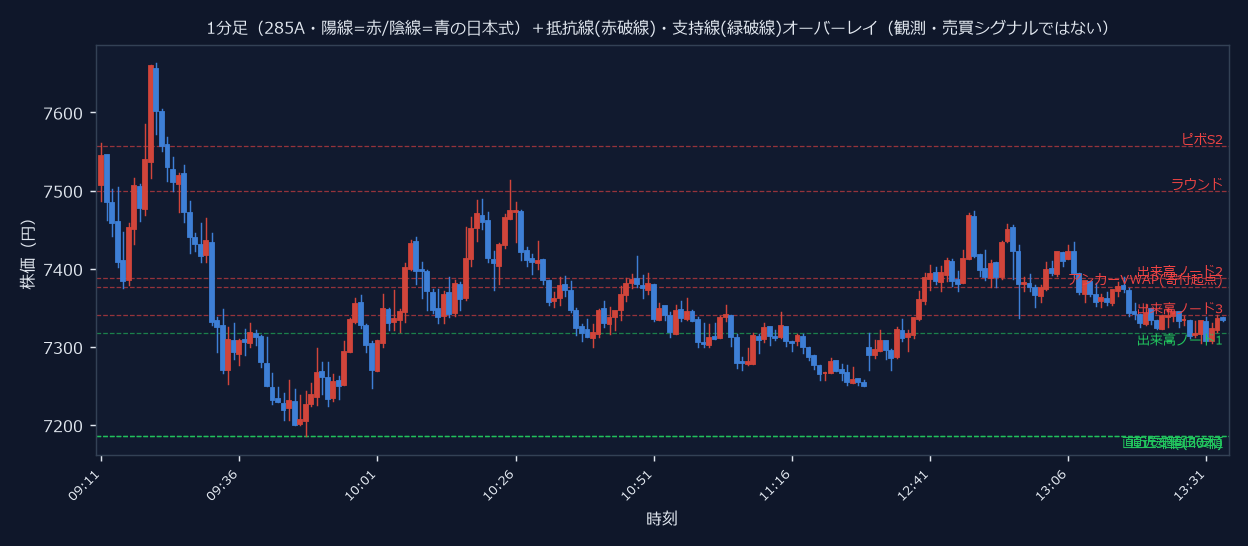 1分足（285A・陽線=赤/陰線=青の日本式）＋抵抗線(赤破線)・支持線(緑破線)オーバーレイ（観測・売買シグナルではない）
株価（円）
7600
7500
7400
7300
7200
ピボS2
ラウンド
出来高ノード2
アンカーVWAP(寄付起点)
出来高ノード3
出来高ノード1
09:11
09:36
10:01
10:26
10:51
11:16
12:41
13:06
13:31
時刻